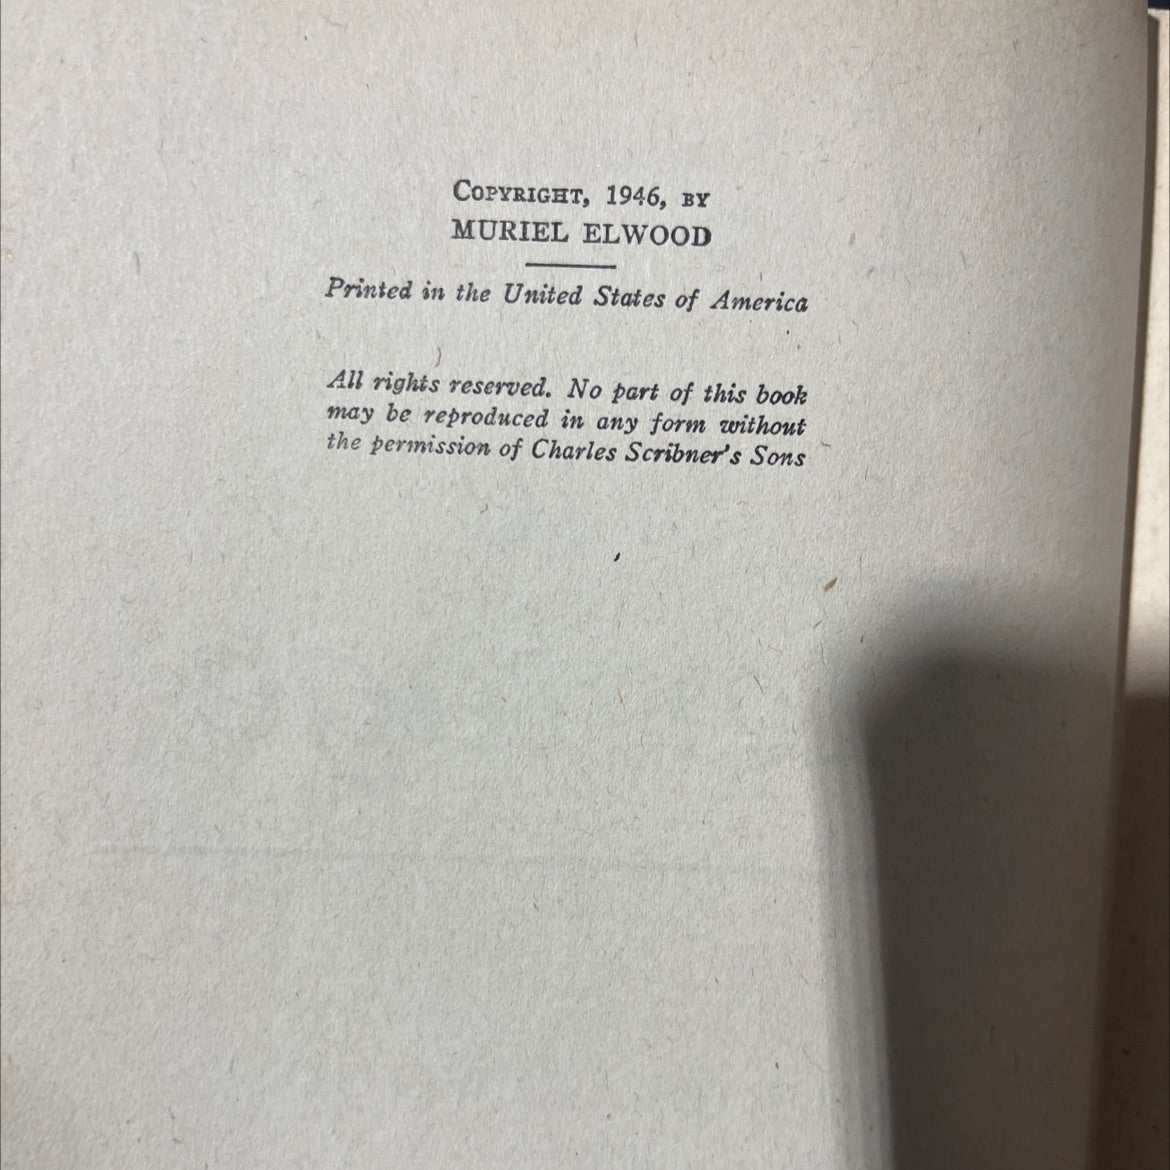 COPYRIGHT, 1946, BY
MURIEL ELWOOD
Printed in the United States of America
All rights reserved. No part of this book
may be reproduced in any form without
the permission of Charles Scribner's Sons